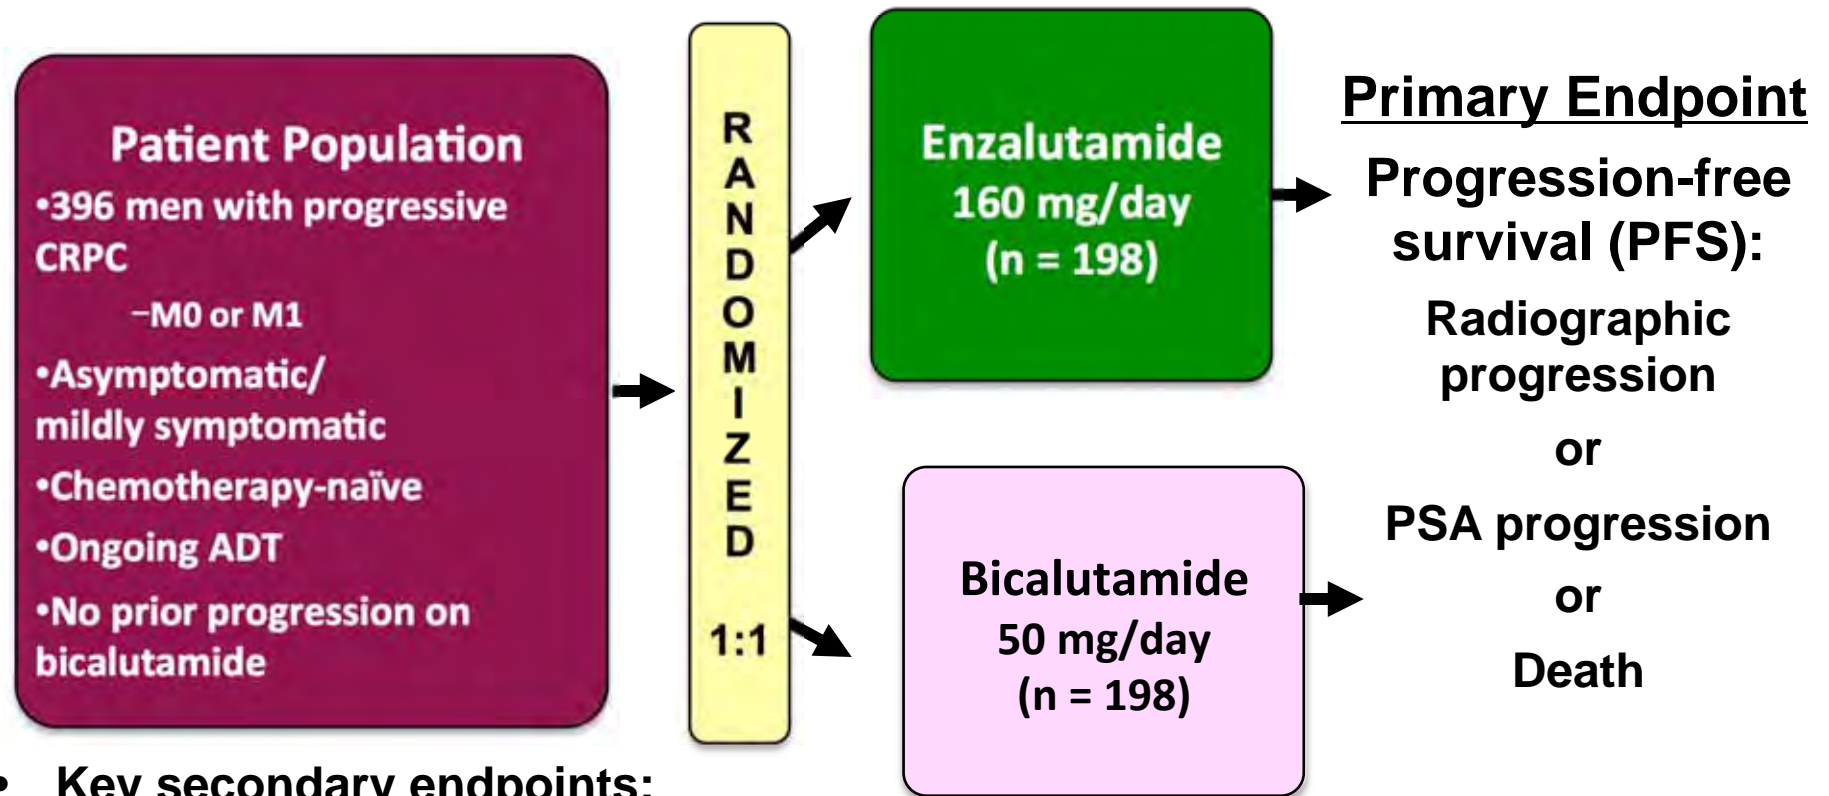 Patient Population
•396 men with progressive
CRPC
–M0 or M1
•Asymptomatic/
mildly symptomatic
•Chemotherapy-naïve
•Ongoing ADT
•No prior progression on
bicalutamide
RANDOMIZED
1:1
Enzalutamide
160 mg/day
(n = 198)
Bicalutamide
50 mg/day
(n = 198)
Primary Endpoint
Progression-free
survival (PFS):
Radiographic
progression
or
PSA progression
or
Death
• Key secondary endpoints: